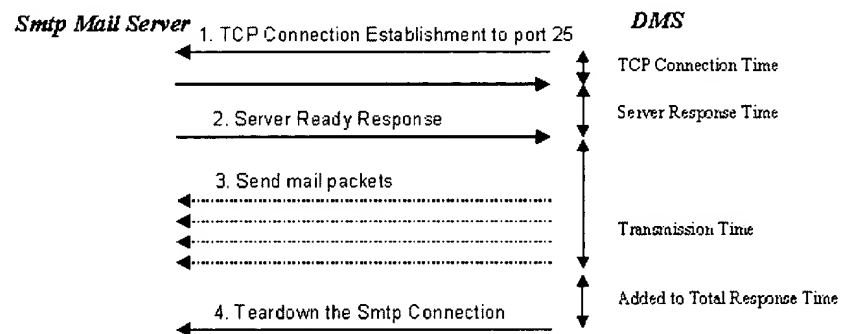 Smtp Mail Server
DMS
1. TCP Connection Establishment to port 25
TCP Connection Time
2. Server Ready Response
Server Response Time
3. Send mail packets
Transmission Time
4. Teardown the Smtp Connection
Added to Total Response Time